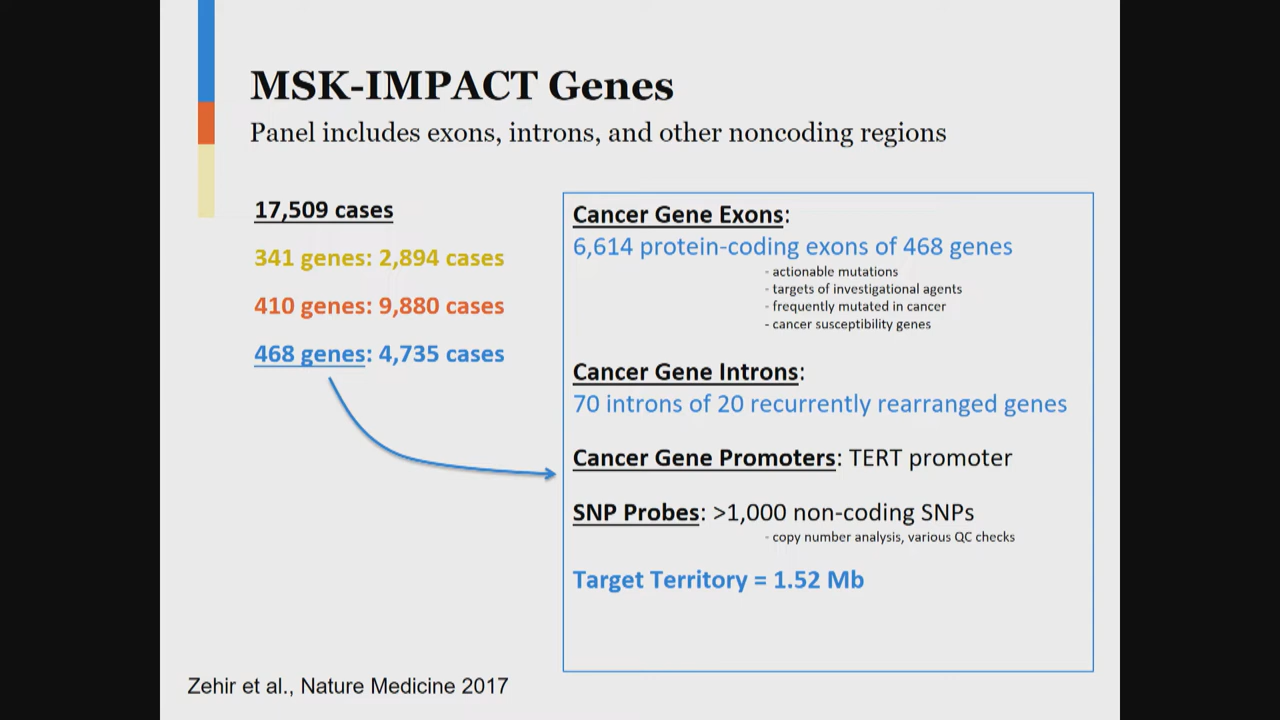 MSK-IMPACT Genes
Panel includes exons, introns, and other noncoding regions
17,509 cases
341 genes: 2,894 cases
410 genes: 9,880 cases
468 genes: 4,735 cases
Cancer Gene Exons:
6,614 protein-coding exons of 468 genes
- actionable mutations
- targets of investigational agents
- frequently mutated in cancer
- cancer susceptibility genes
Cancer Gene Introns:
70 introns of 20 recurrently rearranged genes
Cancer Gene Promoters: TERT promoter
SNP Probes: >1,000 non-coding SNPs
- copy number analysis, various QC checks
Target Territory = 1.52 Mb
Zehir et al., Nature Medicine 2017